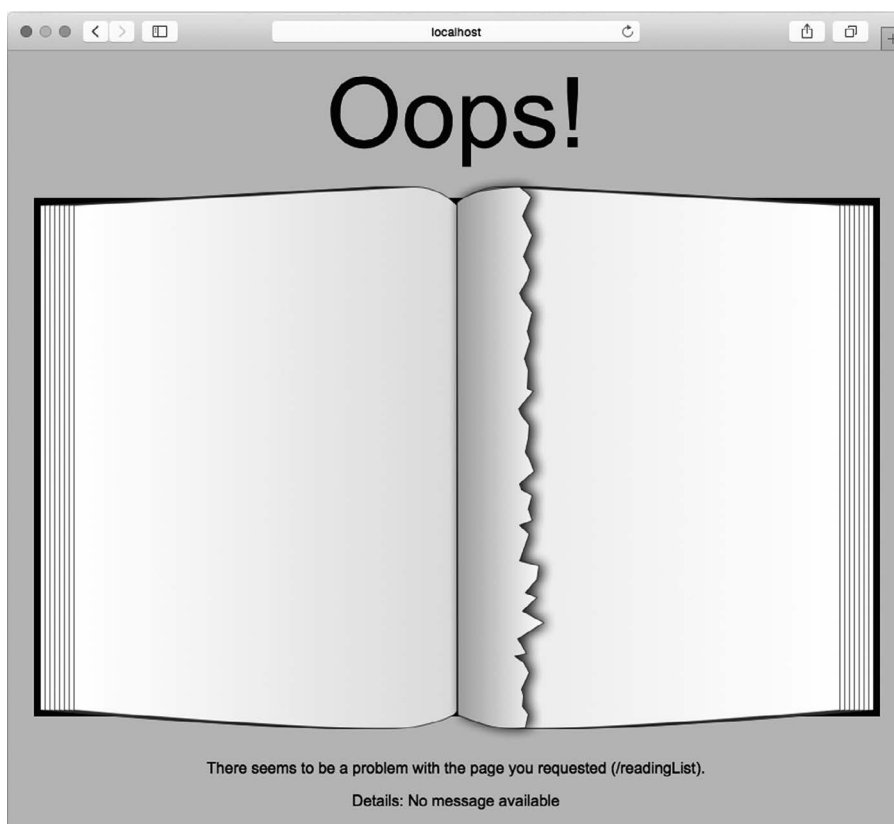 localhost
Oops!
There seems to be a problem with the page you requested (/readingList).
Details: No message available